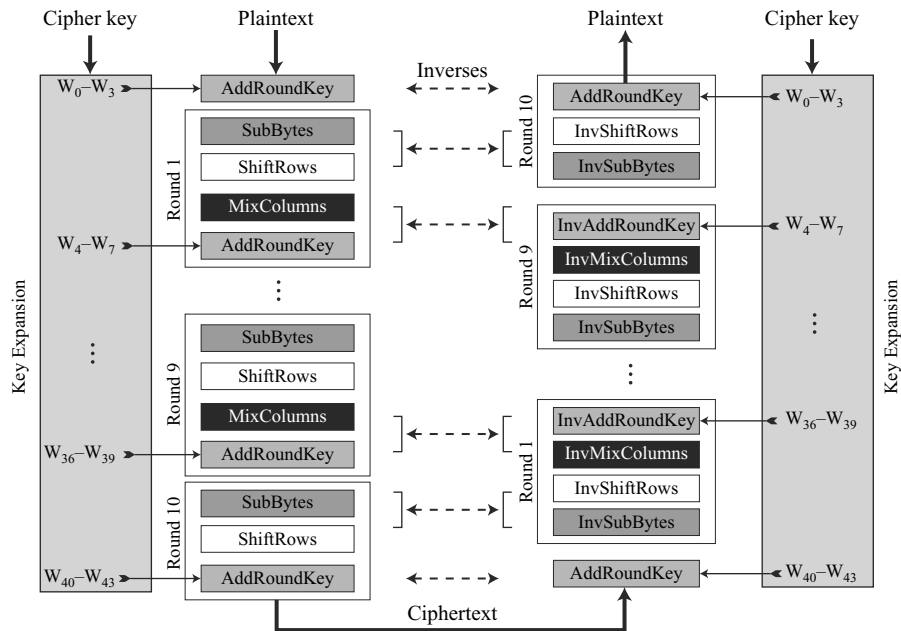 Cipher key
Plaintext
Plaintext
Cipher key
Key Expansion
W0–W3
W4–W7
⋮
W36–W39
W40–W43
AddRoundKey
Round 1
SubBytes
ShiftRows
MixColumns
AddRoundKey
⋮
Round 9
SubBytes
ShiftRows
MixColumns
AddRoundKey
Round 10
SubBytes
ShiftRows
AddRoundKey
Inverses
Ciphertext
Round 10
AddRoundKey
InvShiftRows
InvSubBytes
Round 9
InvAddRoundKey
InvMixColumns
InvShiftRows
InvSubBytes
⋮
Round 1
InvAddRoundKey
InvMixColumns
InvShiftRows
InvSubBytes
AddRoundKey
W0–W3
W4–W7
⋮
W36–W39
W40–W43
Key Expansion